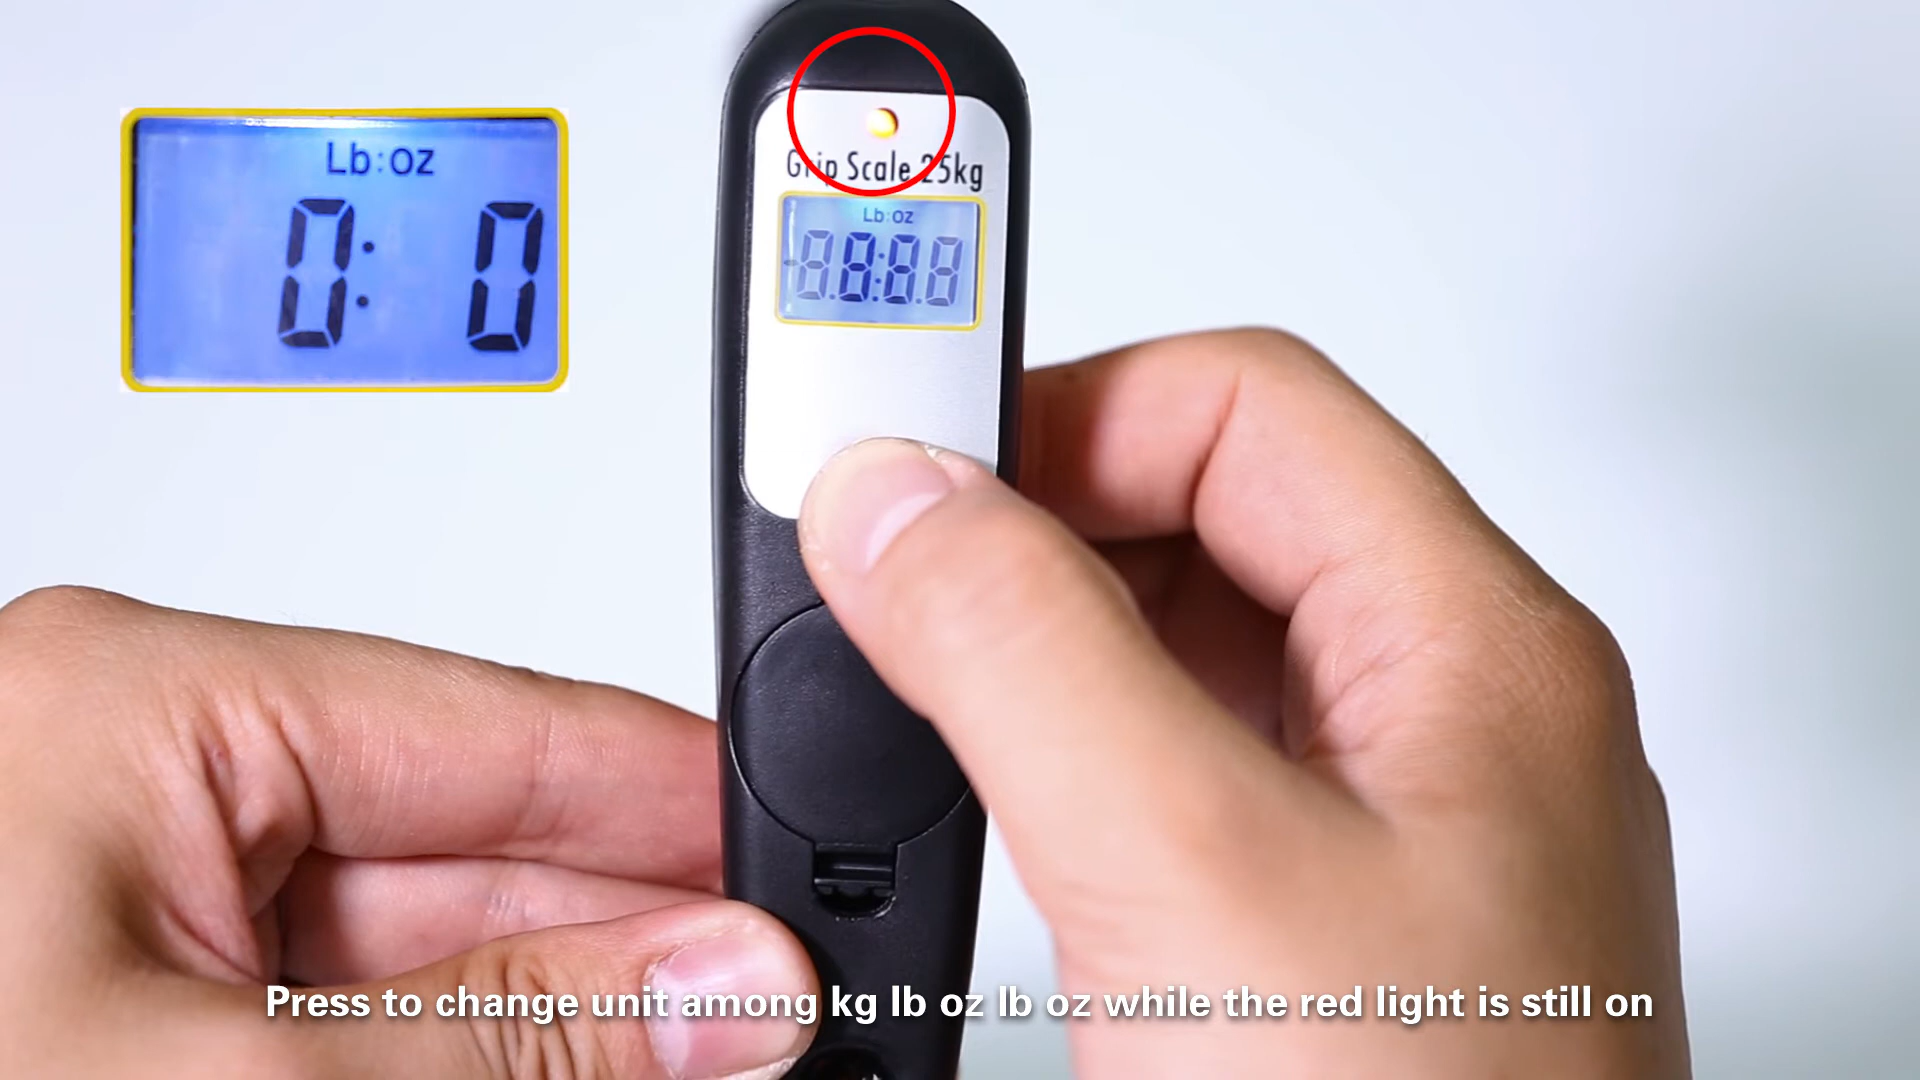 Lb:oz
0: 0
Grip Scale 25kg
Lb:oz
-88:88
Press to change unit among kg lb oz lb oz while the red light is still on